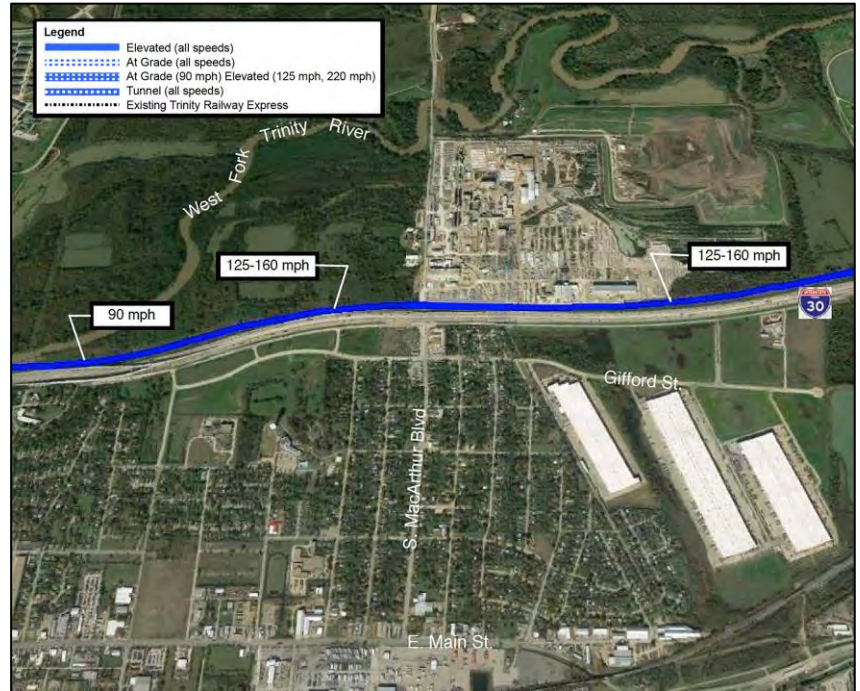 Legend
Elevated (all speeds)
At Grade (all speeds)
At Grade (90 mph) Elevated (125 mph, 220 mph)
Tunnel (all speeds)
Existing Trinity Railway Express
West Fork Trinity River
125-160 mph
125-160 mph
90 mph
30
Gifford St.
S. MacArthur Blvd
E. Main St.